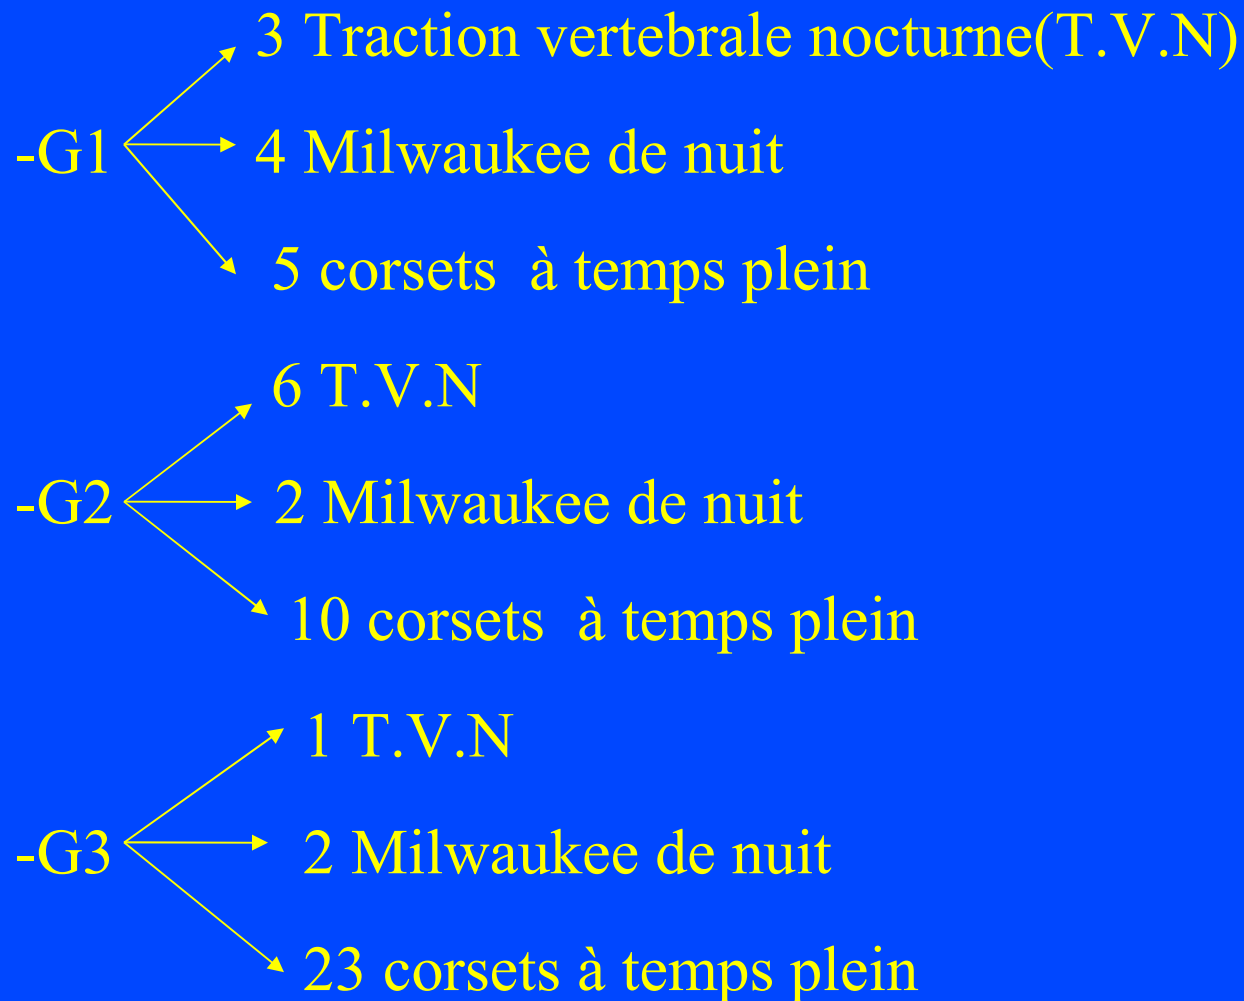 3 Traction vertebrale nocturne(T.V.N)
-G1 4 Milwaukee de nuit
5 corsets à temps plein
6 T.V.N
-G2 2 Milwaukee de nuit
10 corsets à temps plein
1 T.V.N
-G3 2 Milwaukee de nuit
23 corsets à temps plein